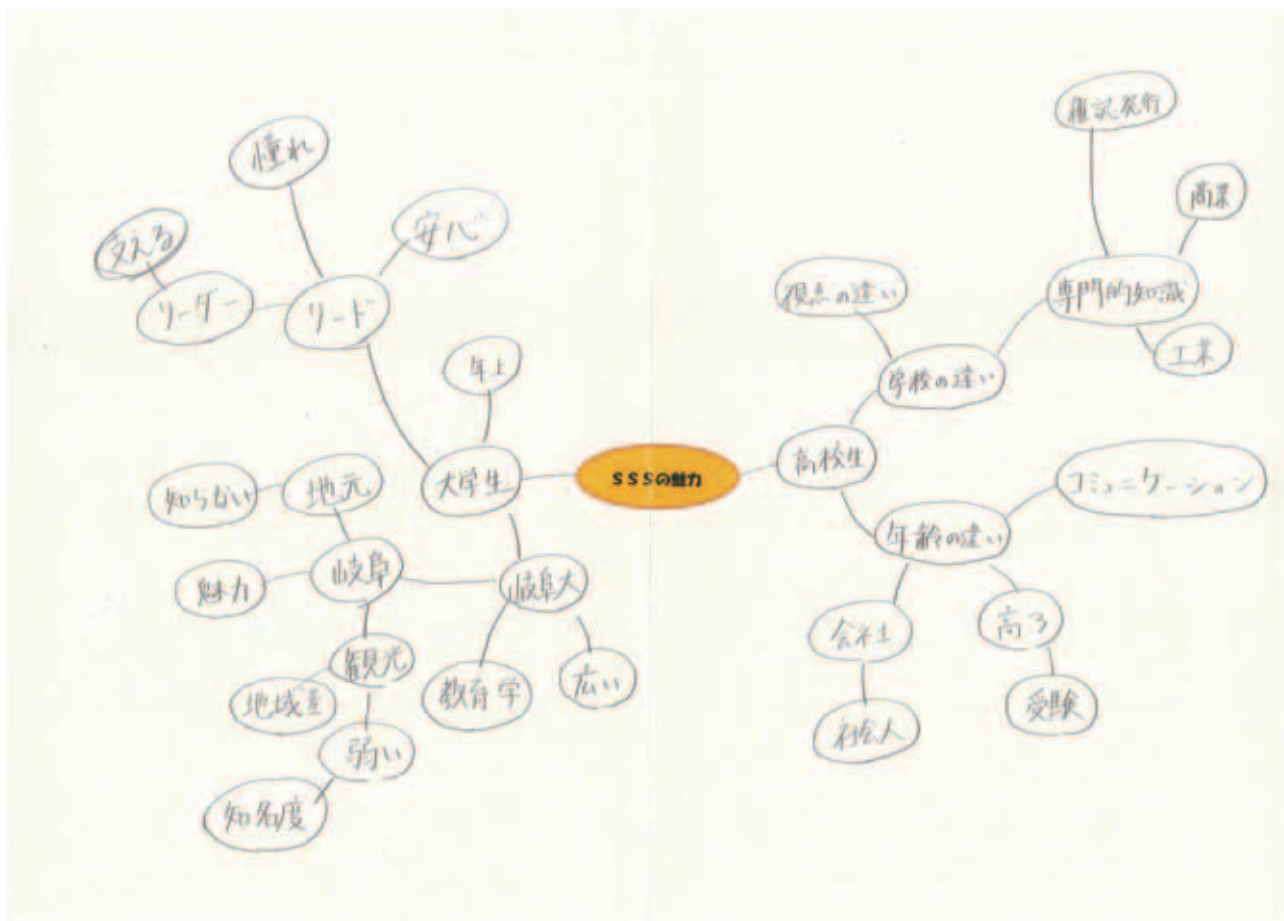 SSSの魅力
大学生
年上
リード
憧れ
安心
リーダー
支える
岐阜大
広い
教育学
岐阜
地元
知らない
魅力
観光
地域差
弱い
知名度
高校生
学校の違い
視点の違い
専門的知識
商業
工業
年齢の違い
コミュニケーション
会社
社会人
高3
受験